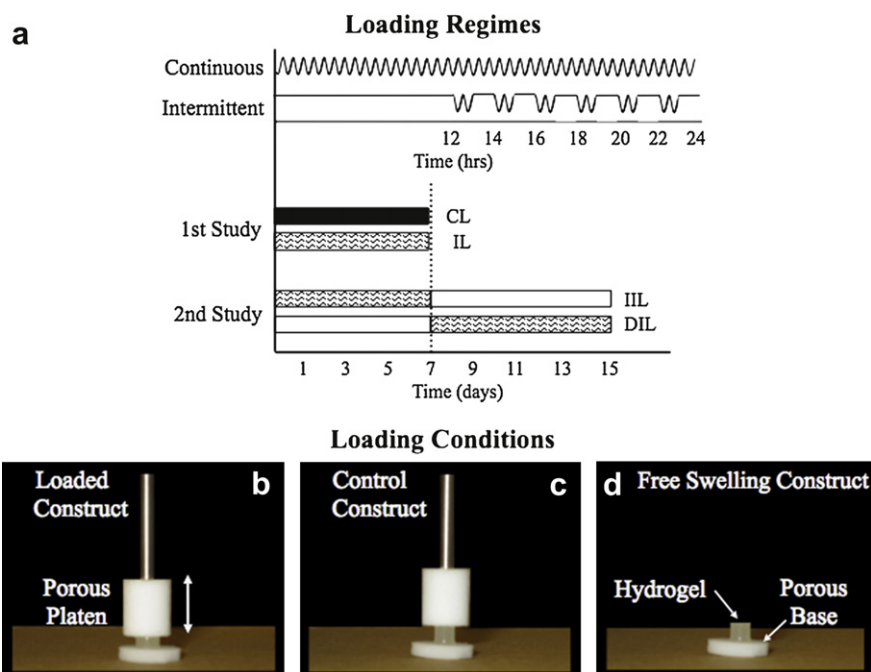 a
Loading Regimes
Continuous
Intermittent
12 14 16 18 20 22 24
Time (hrs)
1st Study
CL
IL
2nd Study
IIL
DIL
1 3 5 7 9 11 13 15
Time (days)
Loading Conditions
Loaded
Construct
b
Porous
Platen
Control
Construct
c
d
Free Swelling Construct
Hydrogel
Porous
Base